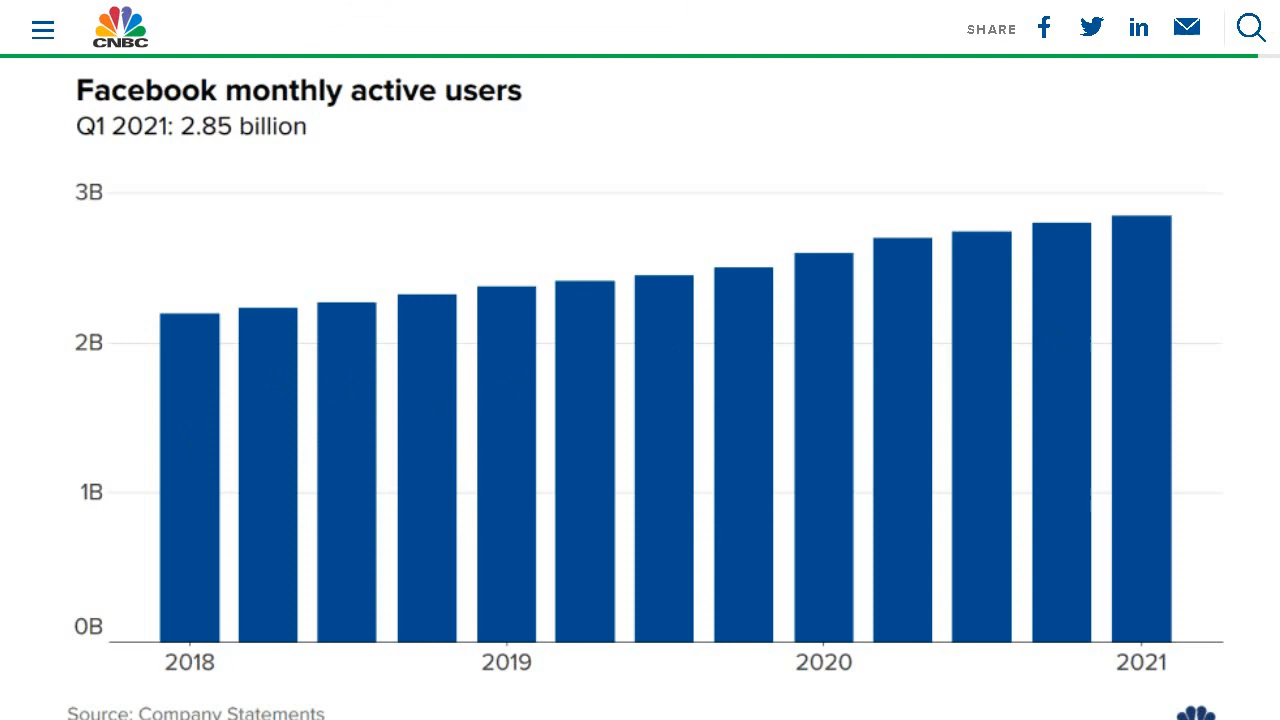 CNBC
SHARE
Facebook monthly active users
Q1 2021: 2.85 billion
3B
2B
1B
0B
2018 2019 2020 2021
Source: Company Statements